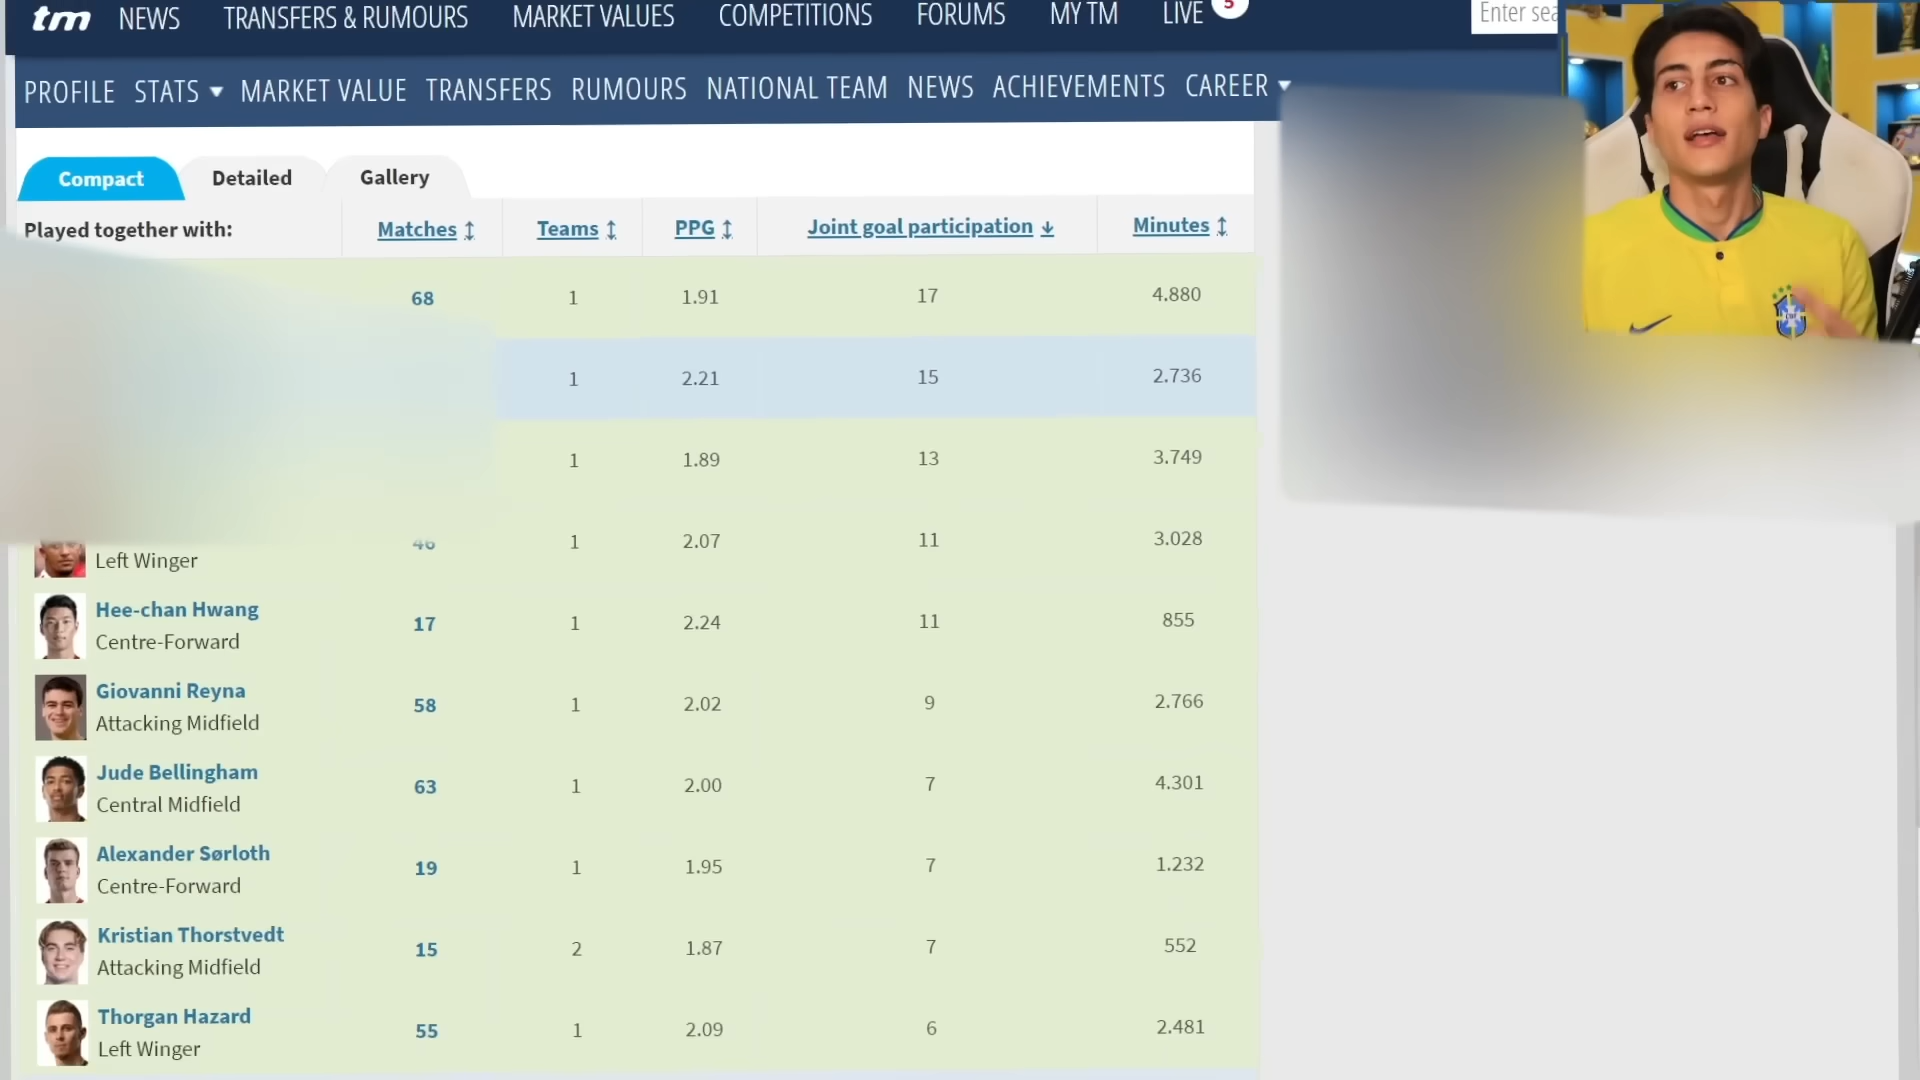 tm NEWS TRANSFERS & RUMOURS MARKET VALUES COMPETITIONS FORUMS MY TM LIVE 5 Enter sea
PROFILE STATS MARKET VALUE TRANSFERS RUMOURS NATIONAL TEAM NEWS ACHIEVEMENTS CAREER
Compact Detailed Gallery
Played together with: Matches Teams PPG Joint goal participation Minutes
68 1 1.91 17 4.880
1 2.21 15 2.736
1 1.89 13 3.749
46 1 2.07 11 3.028
Left Winger
Hee-chan Hwang
17 1 2.24 11 855
Centre-Forward
Giovanni Reyna
58 1 2.02 9 2.766
Attacking Midfield
Jude Bellingham
63 1 2.00 7 4.301
Central Midfield
Alexander Sørloth
19 1 1.95 7 1.232
Centre-Forward
Kristian Thorstvedt
15 2 1.87 7 552
Attacking Midfield
Thorgan Hazard
55 1 2.09 6 2.481
Left Winger